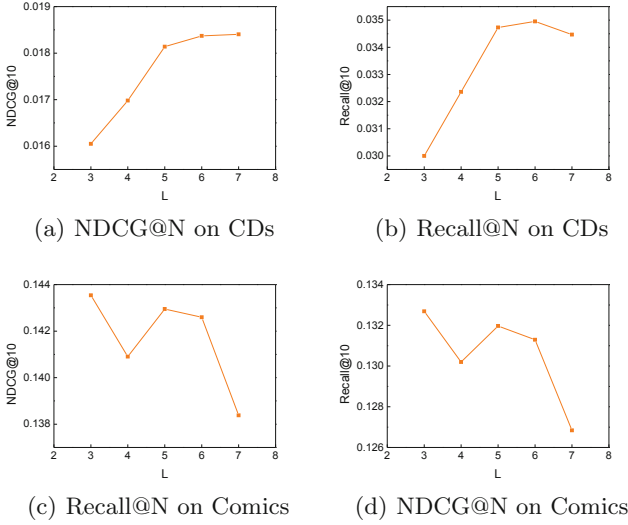 0.019
0.018
0.017
0.016
NDCG@10
2 3 4 5 6 7 8
L
(a) NDCG@N on CDs
0.035
0.034
0.033
0.032
0.031
0.030
Recall@10
2 3 4 5 6 7 8
L
(b) Recall@N on CDs
0.144
0.142
0.140
0.138
NDCG@10
2 3 4 5 6 7 8
L
(c) Recall@N on Comics
0.134
0.132
0.130
0.128
0.126
Recall@10
2 3 4 5 6 7 8
L
(d) NDCG@N on Comics